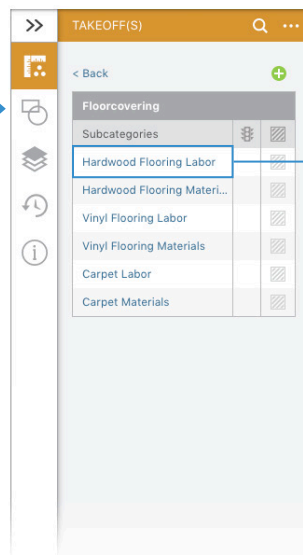 TAKEOFF(S)
< Back
Floorcovering
Subcategories
Hardwood Flooring Labor
Hardwood Flooring Materi...
Vinyl Flooring Labor
Vinyl Flooring Materials
Carpet Labor
Carpet Materials